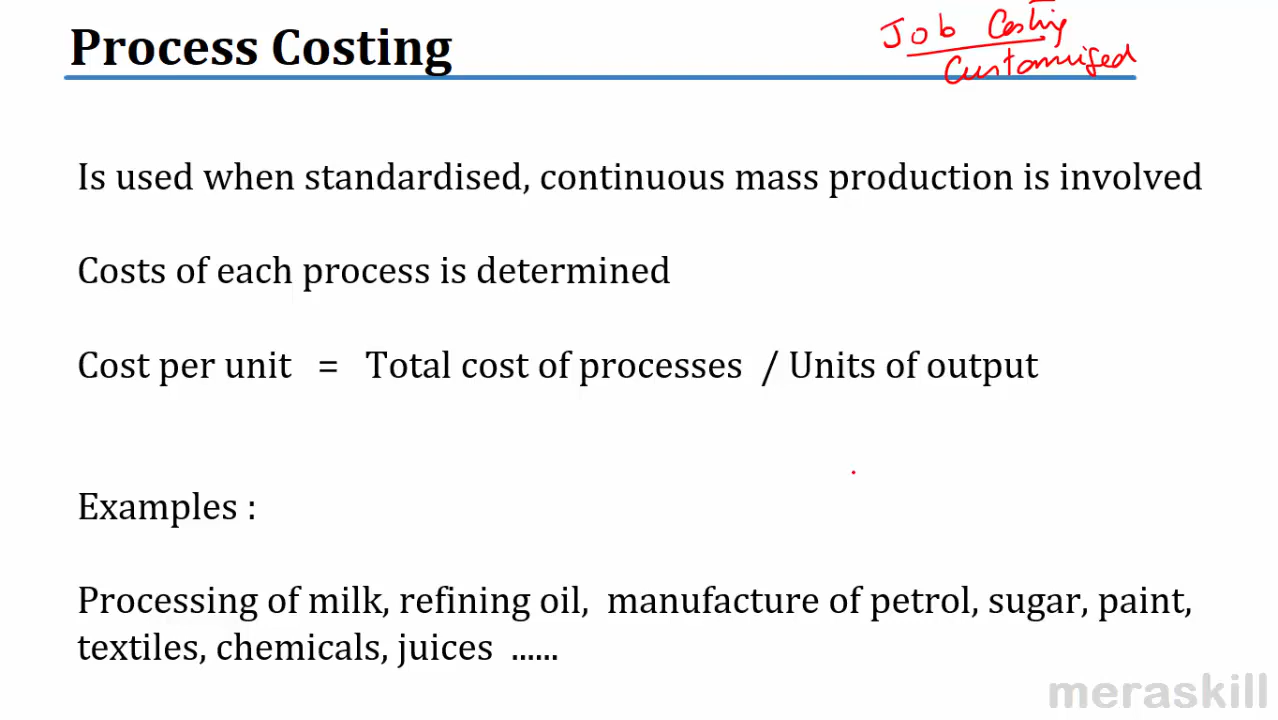 Process Costing
Job Costing
Customised
Is used when standardised, continuous mass production is involved
Costs of each process is determined
Cost per unit = Total cost of processes / Units of output
Examples :
Processing of milk, refining oil, manufacture of petrol, sugar, paint,
textiles, chemicals, juices ......
meraskill